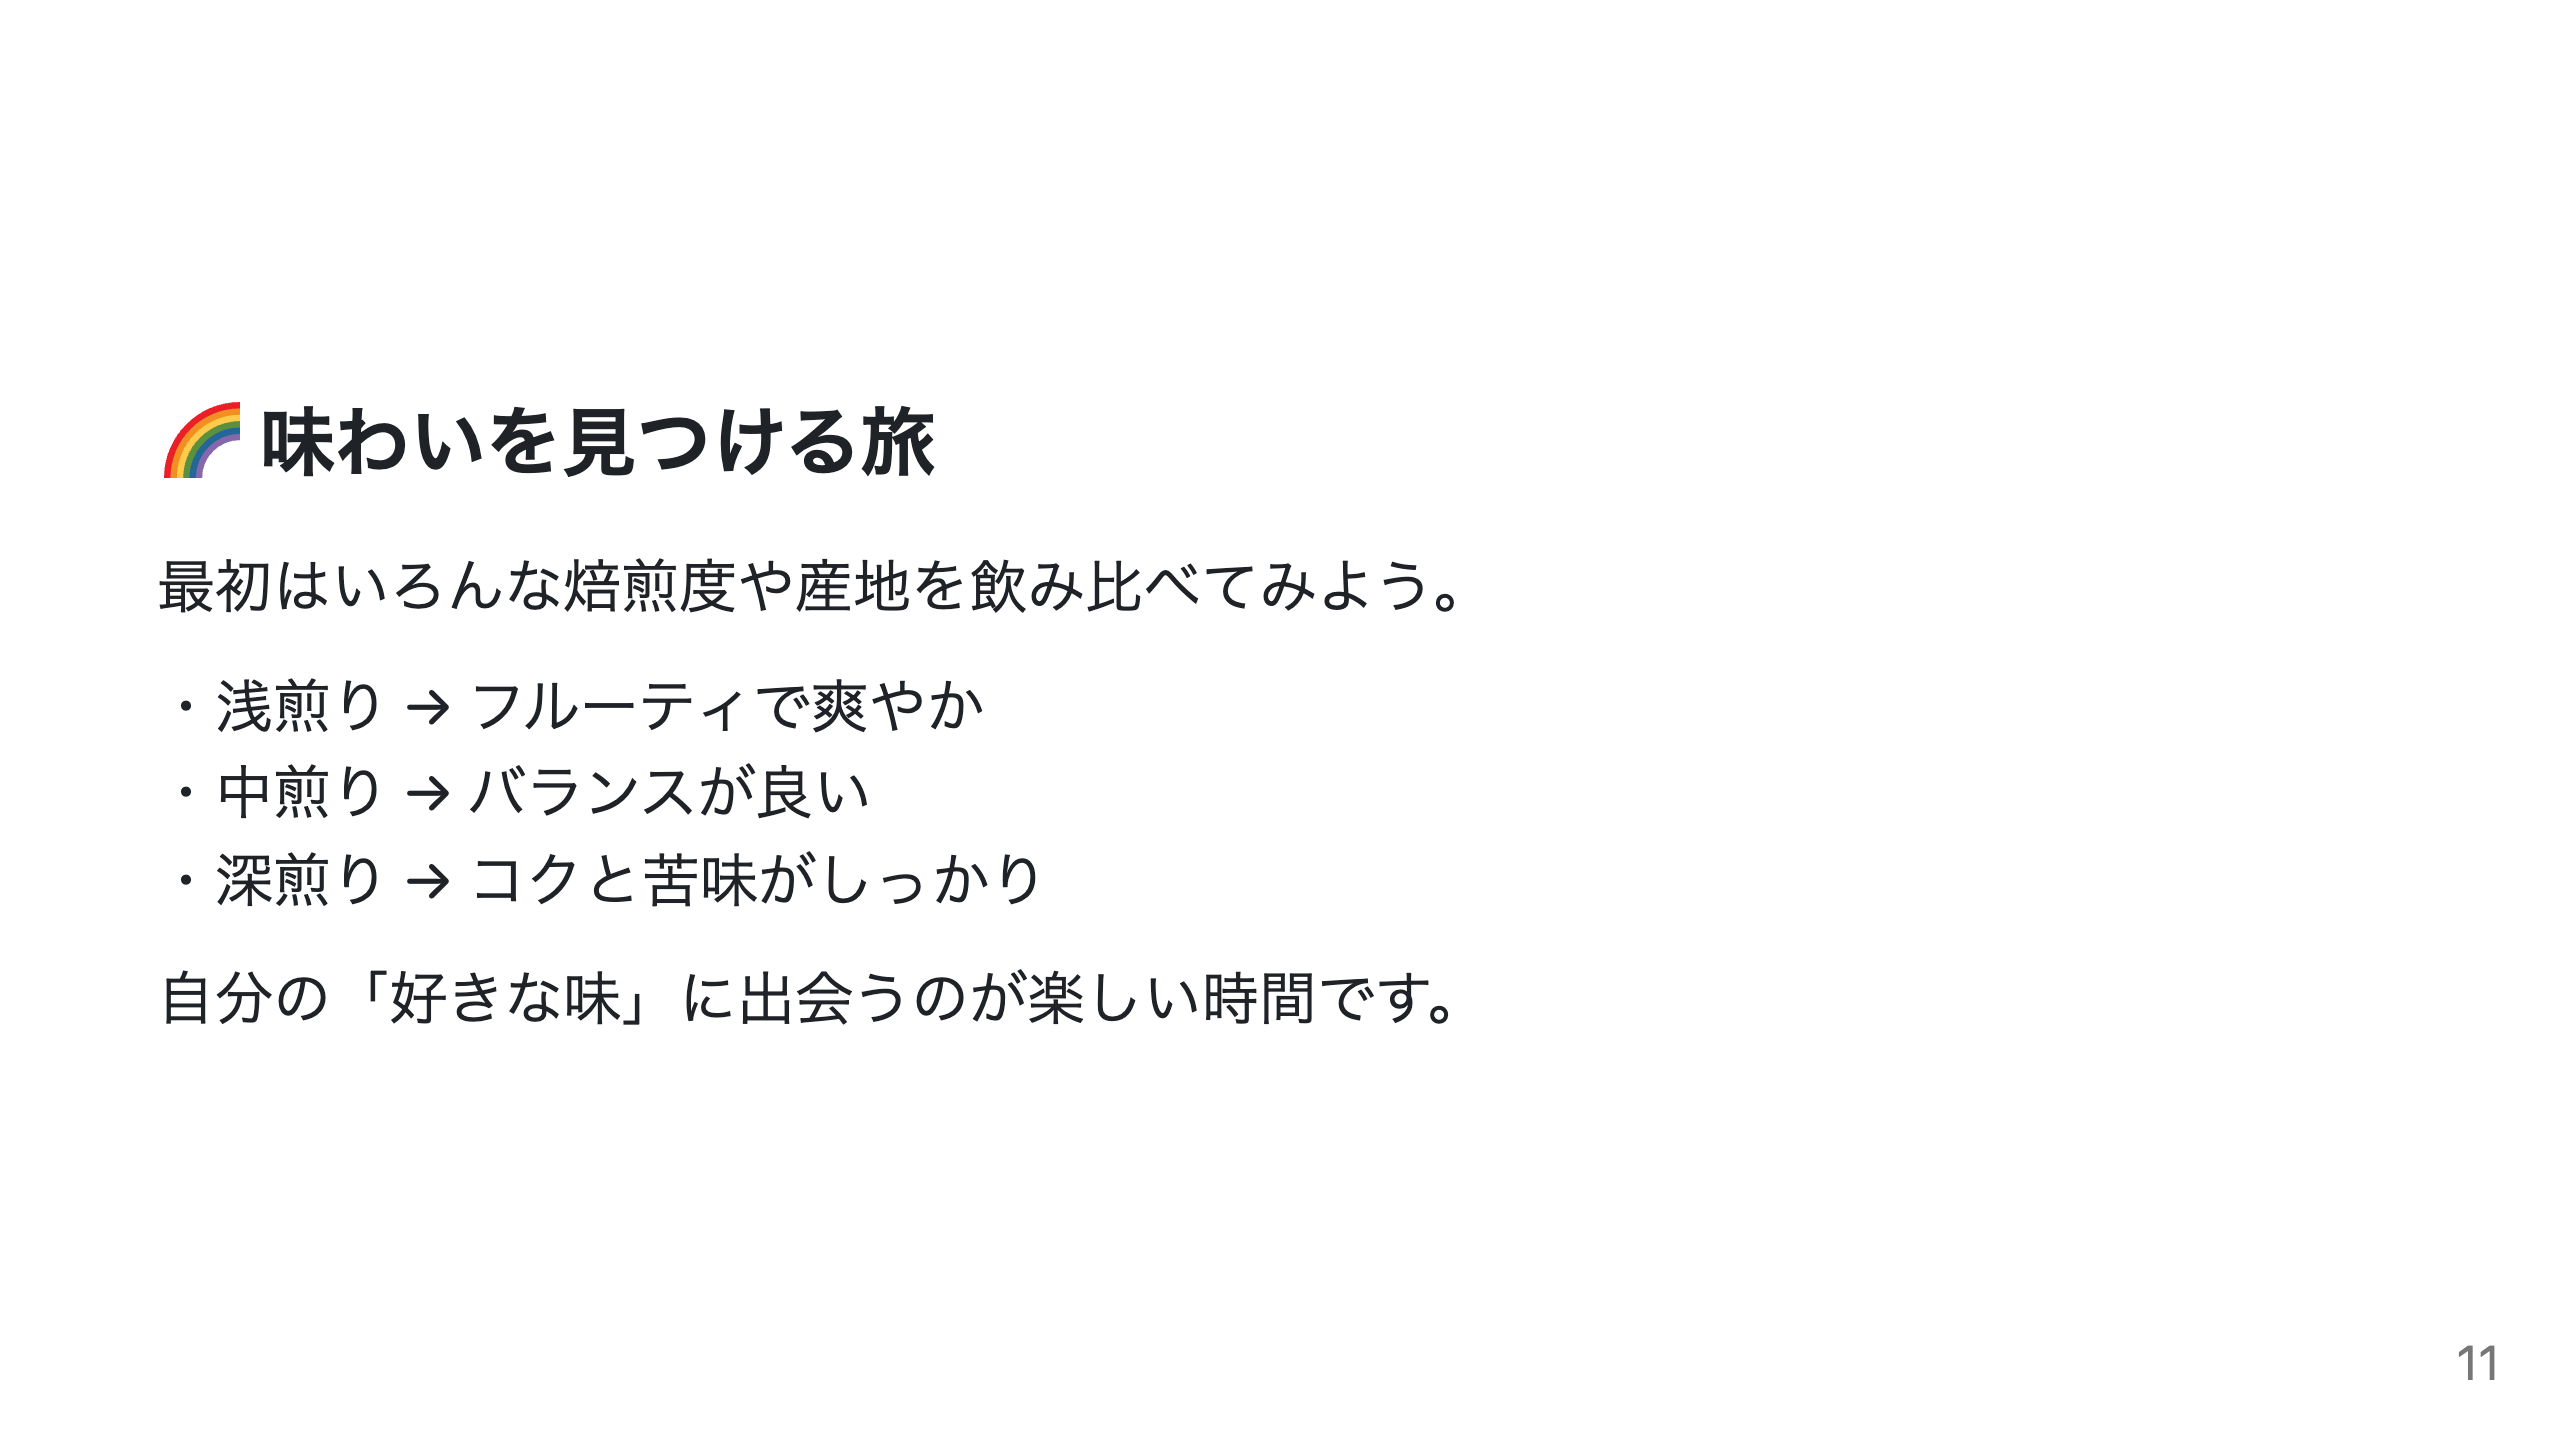 🌈 味わいを見つける旅
最初はいろんな焙煎度や産地を飲み比べてみよう。
・浅煎り → フルーティで爽やか
・中煎り → バランスが良い
・深煎り → コクと苦味がしっかり
自分の「好きな味」に出会うのが楽しい時間です。
11